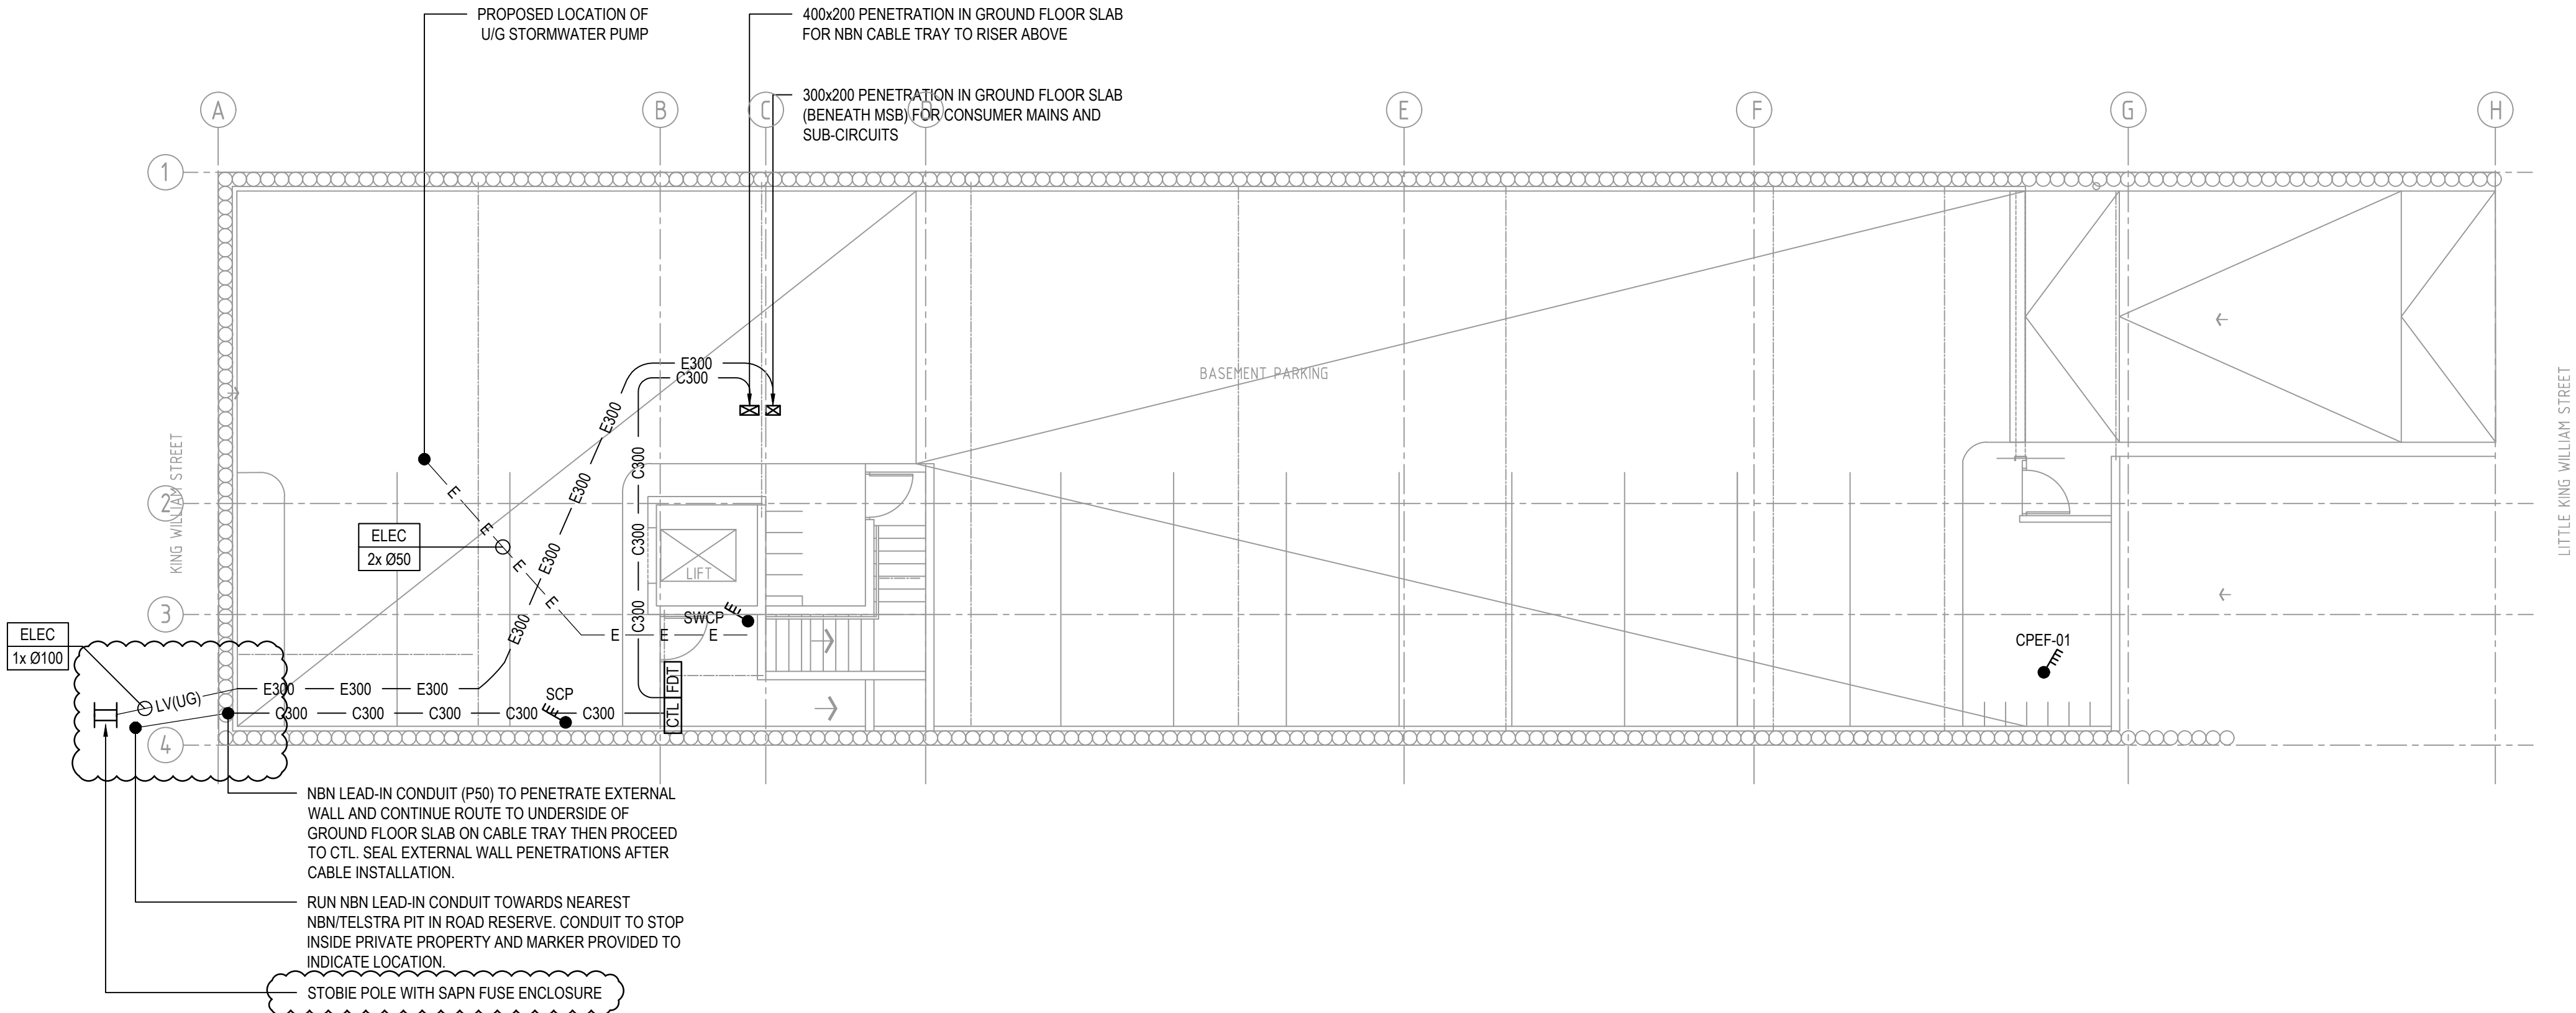 PROPOSED LOCATION OF
U/G STORMWATER PUMP
400x200 PENETRATION IN GROUND FLOOR SLAB
FOR NBN CABLE TRAY TO RISER ABOVE
300x200 PENETRATION IN GROUND FLOOR SLAB
(BENEATH MSB) FOR CONSUMER MAINS AND
SUB-CIRCUITS
A
B
C
D
E
F
G
H
1
2
3
4
KING WILLIAM STREET
LITTLE KING WILLIAM STREET
BASEMENT PARKING
E300
C300
E300
E300
E300
E300
C300
C300
C300
E
E
E
E
ELEC
2x Ø50
LIFT
SWCP
E
E
E
ELEC
1x Ø100
LV(UG)
E300
E300
E300
SCP
C300
C300
C300
C300
C300
CTL
FDT
CPEF-01
NBN LEAD-IN CONDUIT (P50) TO PENETRATE EXTERNAL
WALL AND CONTINUE ROUTE TO UNDERSIDE OF
GROUND FLOOR SLAB ON CABLE TRAY THEN PROCEED
TO CTL. SEAL EXTERNAL WALL PENETRATIONS AFTER
CABLE INSTALLATION.
RUN NBN LEAD-IN CONDUIT TOWARDS NEAREST
NBN/TELSTRA PIT IN ROAD RESERVE. CONDUIT TO STOP
INSIDE PRIVATE PROPERTY AND MARKER PROVIDED TO
INDICATE LOCATION.
STOBIE POLE WITH SAPN FUSE ENCLOSURE